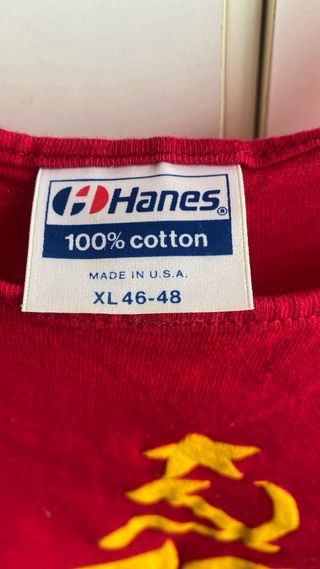 Hanes®
100% cotton
MADE IN U.S.A.
XL 46-48